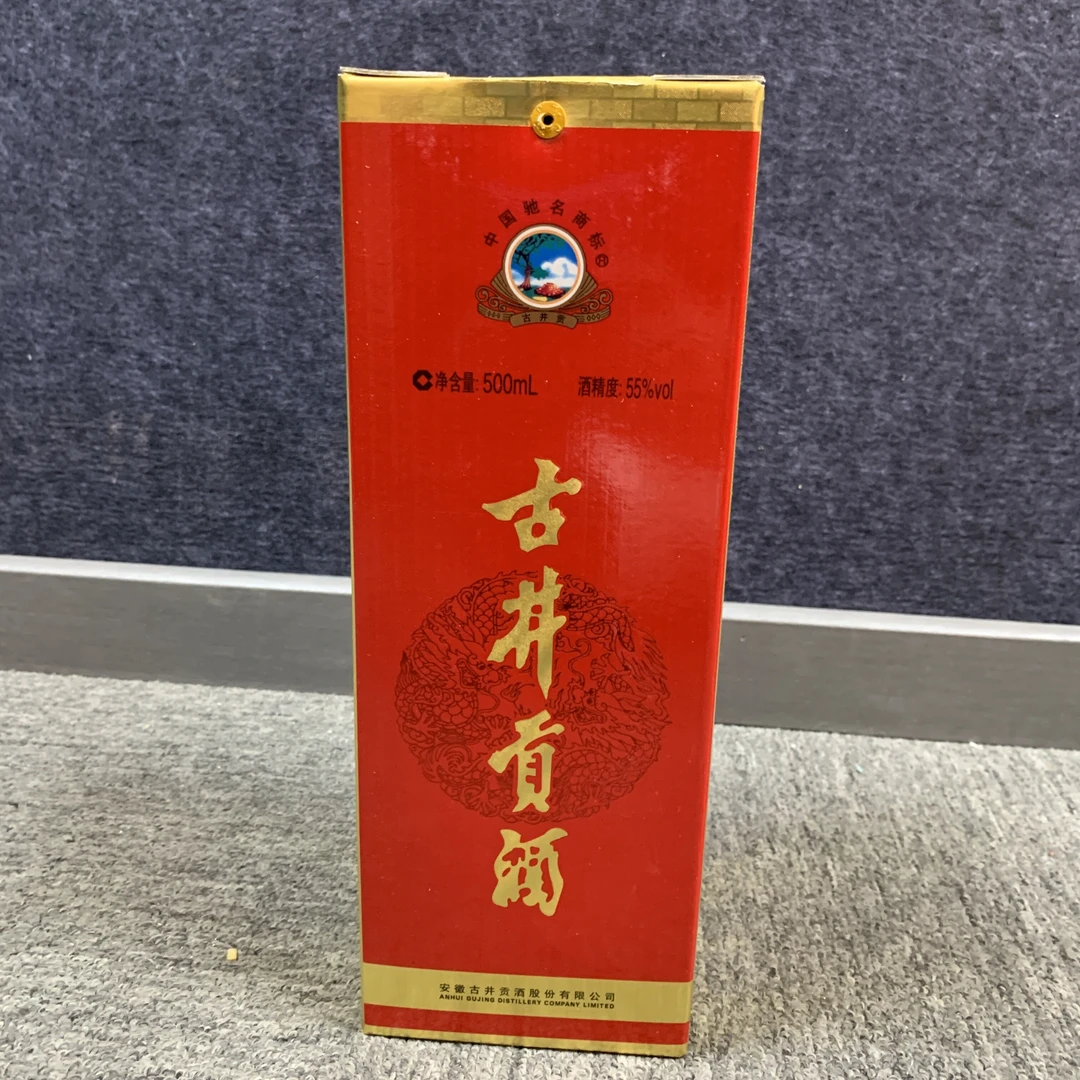 中国驰名商标
古井贡
净含量: 500mL 酒精度: 55%vol
古井贡酒
安徽古井贡酒股份有限公司
ANHUI GUJING DISTILLERY COMPANY LIMITED